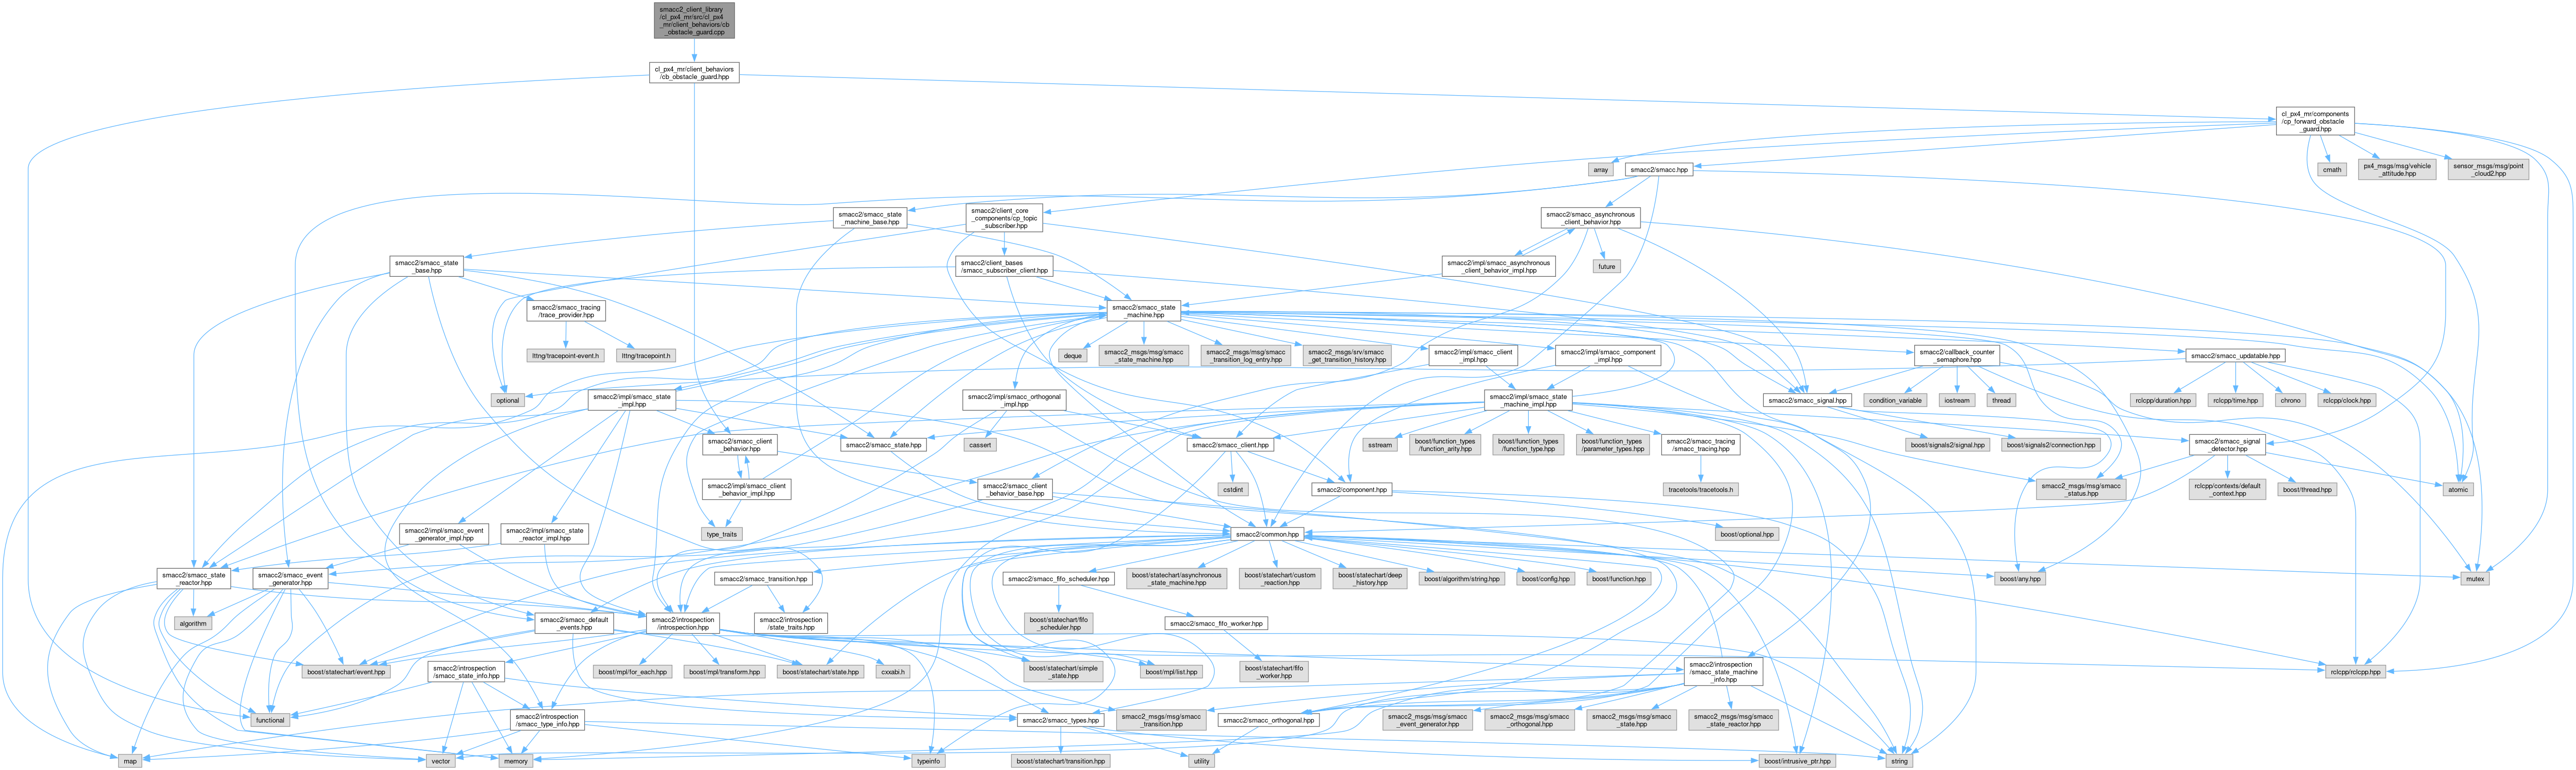 smacc2_client_library
/cl_px4_mr/src/cl_px4
_mr/client_behaviors/cb
_obstacle_guard.cpp
cl_px4_mr/client_behaviors
/cb_obstacle_guard.hpp
cl_px4_mr/components
/cp_forward_obstacle
_guard.hpp
array
smacc2/smacc.hpp
cmath
px4_msgs/msg/vehicle
_attitude.hpp
sensor_msgs/msg/point
_cloud2.hpp
smacc2/smacc_state
_machine_base.hpp
smacc2/client_core
_components/cp_topic
_subscriber.hpp
smacc2/smacc_asynchronous
_client_behavior.hpp
smacc2/smacc_state
_base.hpp
smacc2/client_bases
/smacc_subscriber_client.hpp
smacc2/impl/smacc_asynchronous
_client_behavior_impl.hpp
future
smacc2/smacc_tracing
/trace_provider.hpp
smacc2/smacc_state
_machine.hpp
lttng/tracepoint-event.h
lttng/tracepoint.h
deque
smacc2_msgs/msg/smacc
_state_machine.hpp
smacc2_msgs/msg/smacc
_transition_log_entry.hpp
smacc2_msgs/srv/smacc
_get_transition_history.hpp
smacc2/impl/smacc_client
_impl.hpp
smacc2/impl/smacc_component
_impl.hpp
smacc2/callback_counter
_semaphore.hpp
smacc2/smacc_updatable.hpp
optional
smacc2/impl/smacc_state
_impl.hpp
smacc2/impl/smacc_orthogonal
_impl.hpp
smacc2/impl/smacc_state
_machine_impl.hpp
smacc2/smacc_signal.hpp
condition_variable
iostream
thread
rclcpp/duration.hpp
rclcpp/time.hpp
chrono
rclcpp/clock.hpp
smacc2/smacc_client
_behavior.hpp
smacc2/smacc_state.hpp
cassert
smacc2/smacc_client.hpp
sstream
boost/function_types
/function_arity.hpp
boost/function_types
/function_type.hpp
boost/function_types
/parameter_types.hpp
smacc2/smacc_tracing
/smacc_tracing.hpp
boost/signals2/signal.hpp
boost/signals2/connection.hpp
smacc2/smacc_signal
_detector.hpp
smacc2/impl/smacc_client
_behavior_impl.hpp
smacc2/smacc_client
_behavior_base.hpp
cstdint
smacc2/component.hpp
tracetools/tracetools.h
smacc2_msgs/msg/smacc
_status.hpp
rclcpp/contexts/default
_context.hpp
boost/thread.hpp
atomic
smacc2/impl/smacc_event
_generator_impl.hpp
smacc2/impl/smacc_state
_reactor_impl.hpp
type_traits
smacc2/common.hpp
boost/optional.hpp
smacc2/smacc_state
_reactor.hpp
smacc2/smacc_event
_generator.hpp
smacc2/smacc_transition.hpp
smacc2/smacc_fifo_scheduler.hpp
boost/statechart/asynchronous
_state_machine.hpp
boost/statechart/custom
_reaction.hpp
boost/statechart/deep
_history.hpp
boost/algorithm/string.hpp
boost/config.hpp
boost/function.hpp
boost/any.hpp
mutex
algorithm
smacc2/smacc_default
_events.hpp
smacc2/introspection
/introspection.hpp
smacc2/introspection
/state_traits.hpp
boost/statechart/fifo
_scheduler.hpp
smacc2/smacc_fifo_worker.hpp
boost/statechart/event.hpp
smacc2/introspection
/smacc_state_info.hpp
boost/mpl/for_each.hpp
boost/mpl/transform.hpp
boost/statechart/state.hpp
cxxabi.h
boost/statechart/simple
_state.hpp
boost/mpl/list.hpp
boost/statechart/fifo
_worker.hpp
smacc2/introspection
/smacc_state_machine
_info.hpp
rclcpp/rclcpp.hpp
functional
smacc2/introspection
/smacc_type_info.hpp
smacc2/smacc_types.hpp
smacc2_msgs/msg/smacc
_transition.hpp
smacc2/smacc_orthogonal.hpp
smacc2_msgs/msg/smacc
_event_generator.hpp
smacc2_msgs/msg/smacc
_orthogonal.hpp
smacc2_msgs/msg/smacc
_state.hpp
smacc2_msgs/msg/smacc
_state_reactor.hpp
map
vector
memory
typeinfo
boost/statechart/transition.hpp
utility
boost/intrusive_ptr.hpp
string